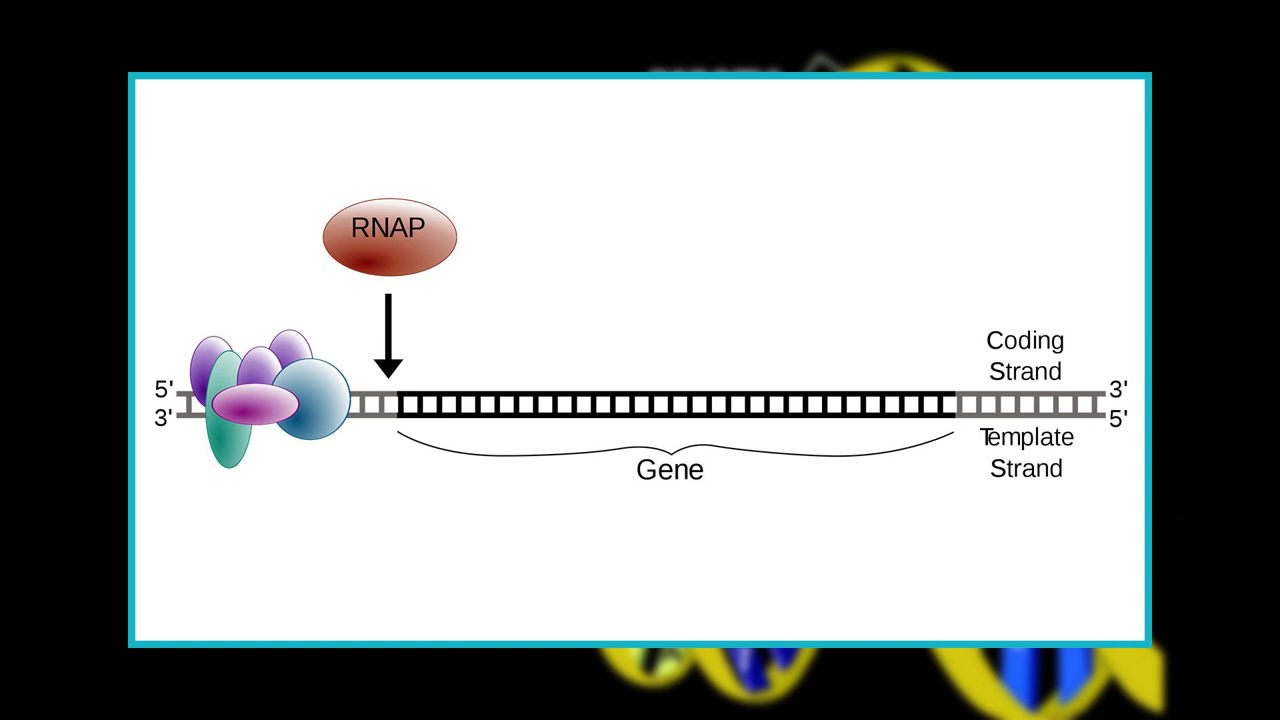 RNAP
Coding
Strand
5'
3'
3'
5'
Template
Strand
Gene